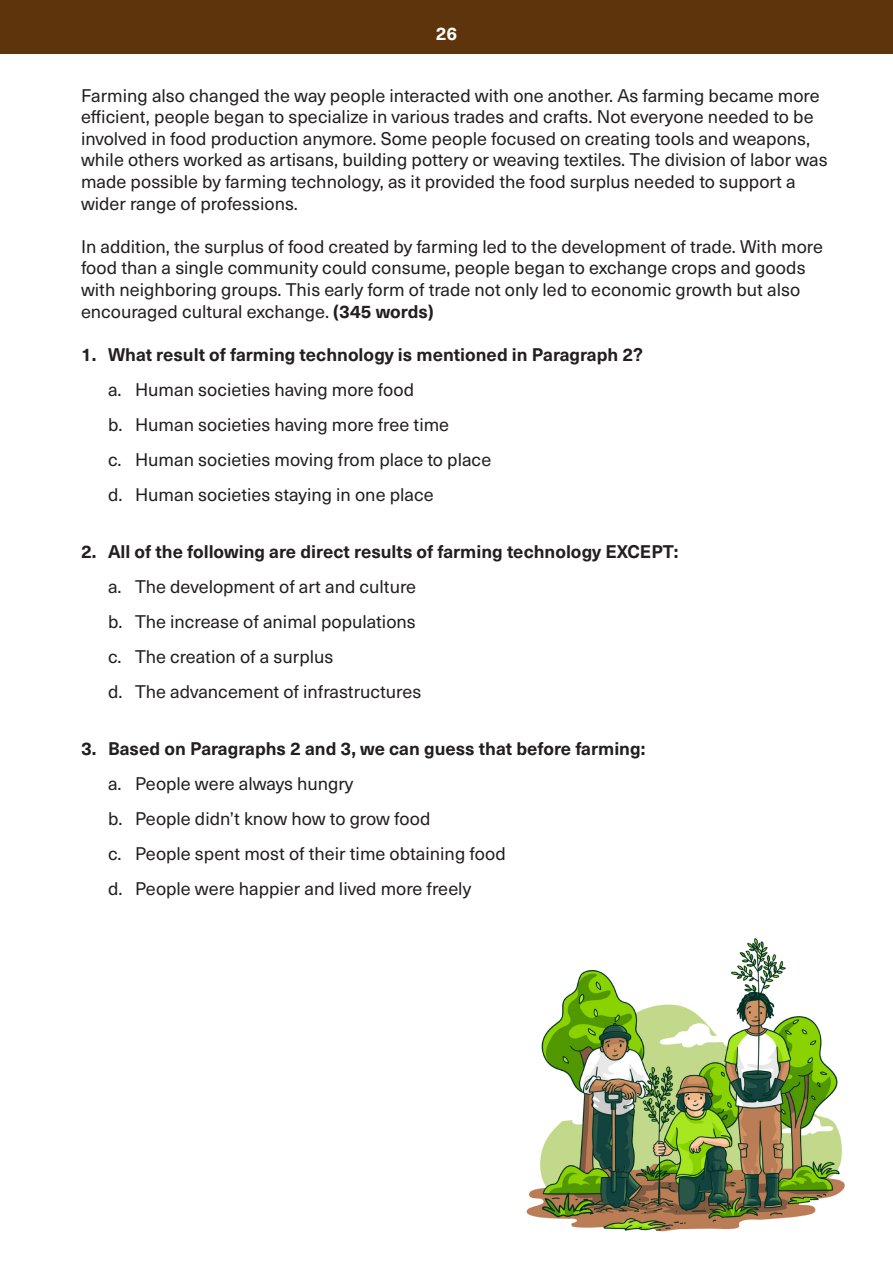 26
Farming also changed the way people interacted with one another. As farming became more
efficient, people began to specialize in various trades and crafts. Not everyone needed to be
involved in food production anymore. Some people focused on creating tools and weapons,
while others worked as artisans, building pottery or weaving textiles. The division of labor was
made possible by farming technology, as it provided the food surplus needed to support a
wider range of professions.
In addition, the surplus of food created by farming led to the development of trade. With more
food than a single community could consume, people began to exchange crops and goods
with neighboring groups. This early form of trade not only led to economic growth but also
encouraged cultural exchange. (345 words)
1. What result of farming technology is mentioned in Paragraph 2?
a. Human societies having more food
b. Human societies having more free time
c. Human societies moving from place to place
d. Human societies staying in one place
2. All of the following are direct results of farming technology EXCEPT:
a. The development of art and culture
b. The increase of animal populations
c. The creation of a surplus
d. The advancement of infrastructures
3. Based on Paragraphs 2 and 3, we can guess that before farming:
a. People were always hungry
b. People didn't know how to grow food
c. People spent most of their time obtaining food
d. People were happier and lived more freely